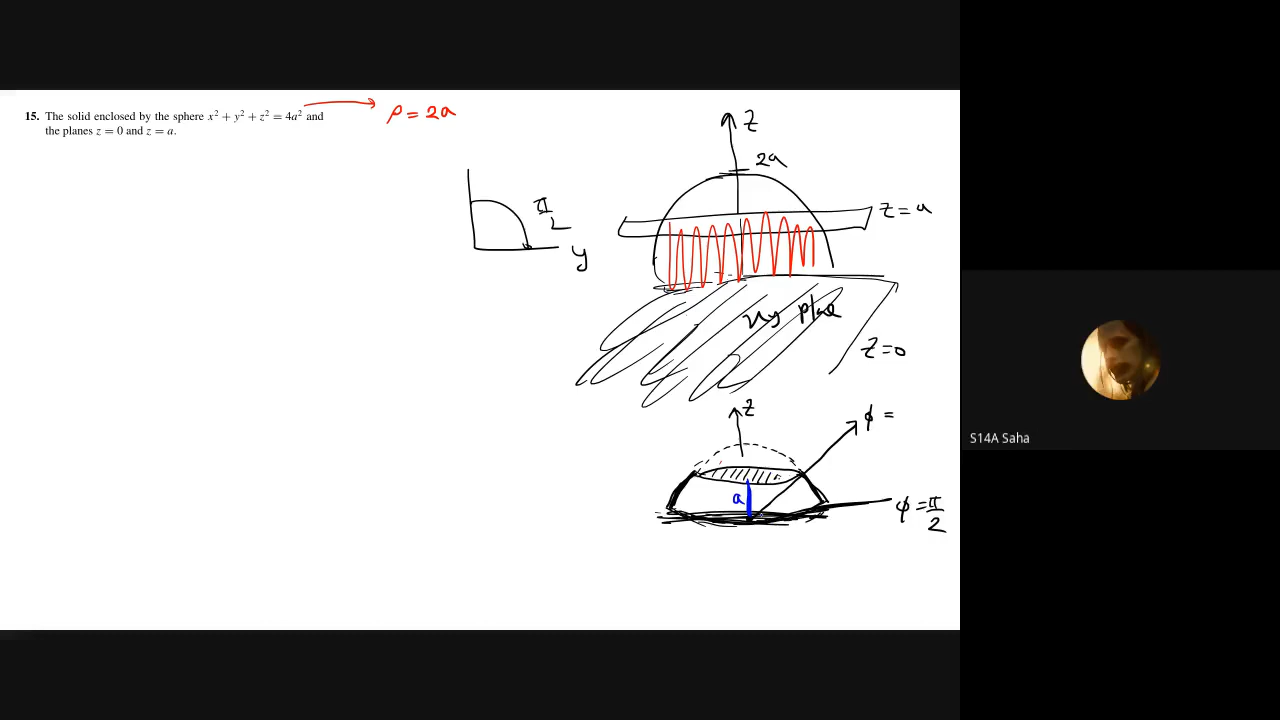 15. The solid enclosed by the sphere x² + y² + z² = 4a² and
the planes z = 0 and z = a.
ρ = 2a
z
2a
π/2
z = a
y
xy plane
z = 0
z
ϕ =
a
ϕ = π/2
S14A Saha